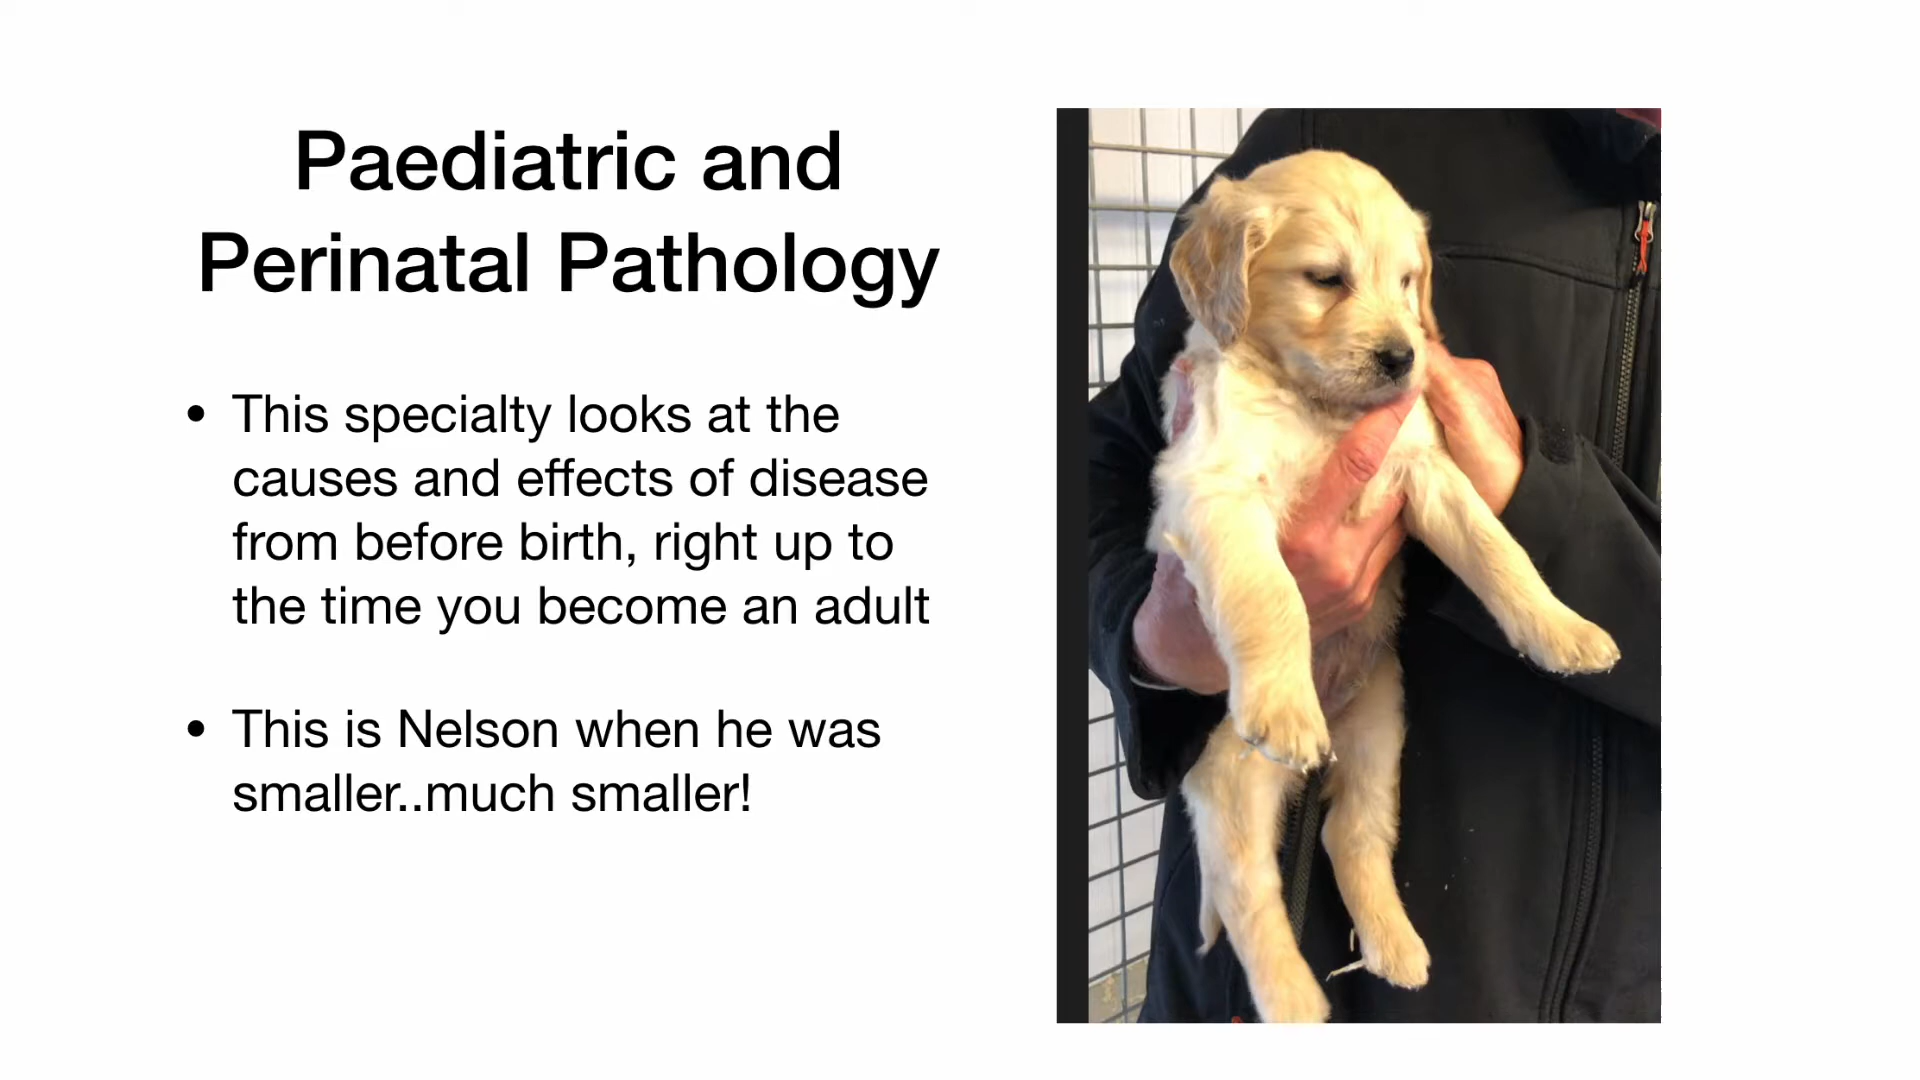 Paediatric and
Perinatal Pathology
• This specialty looks at the
causes and effects of disease
from before birth, right up to
the time you become an adult
• This is Nelson when he was
smaller..much smaller!